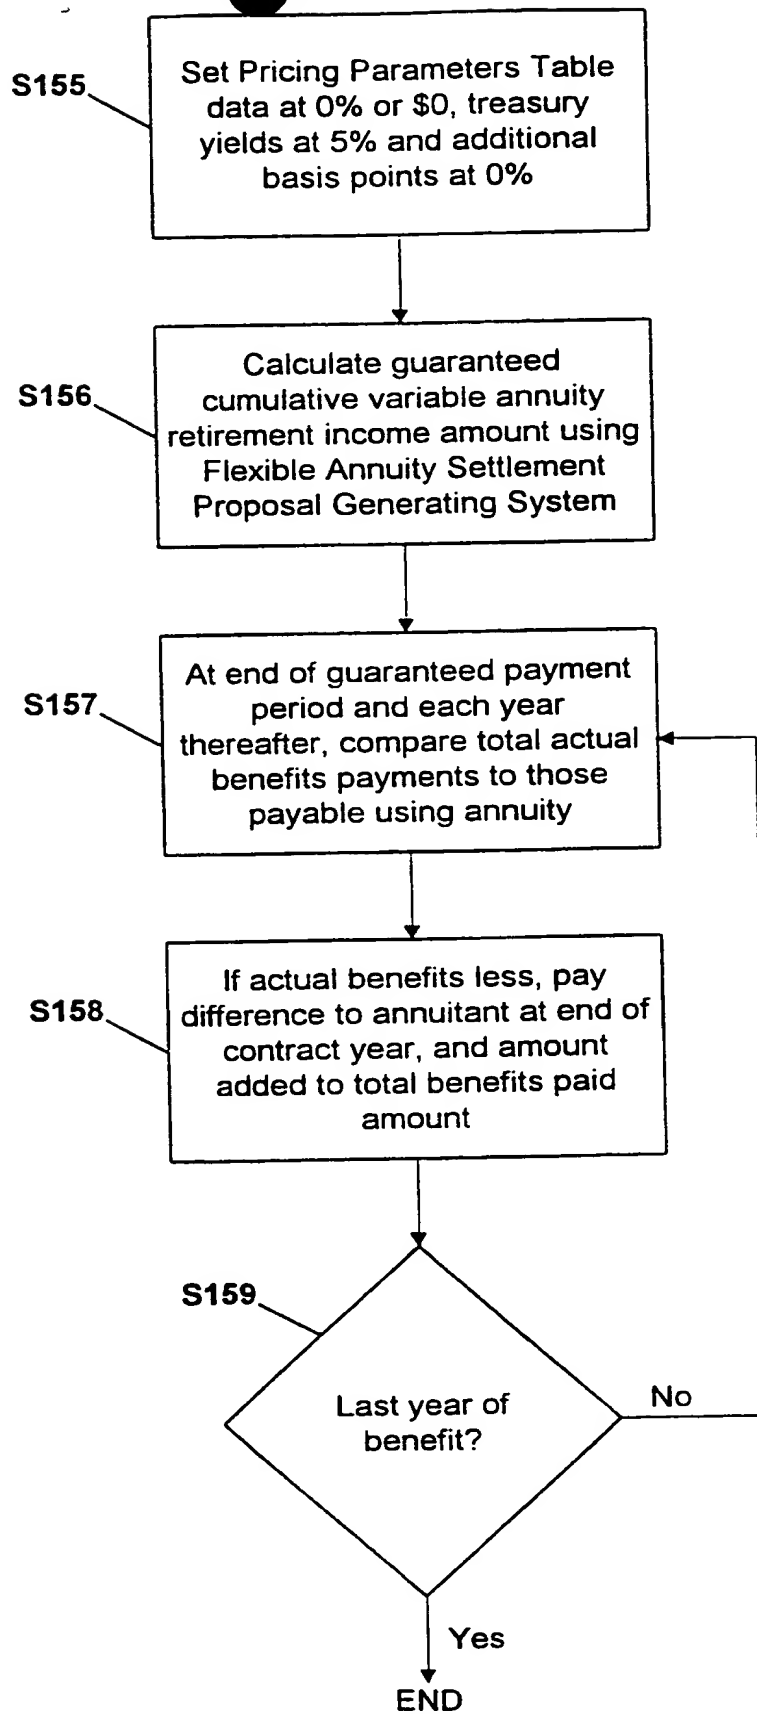 S155
Set Pricing Parameters Table
data at 0% or $0, treasury
yields at 5% and additional
basis points at 0%
S156
Calculate guaranteed
cumulative variable annuity
retirement income amount using
Flexible Annuity Settlement
Proposal Generating System
S157
At end of guaranteed payment
period and each year
thereafter, compare total actual
benefits payments to those
payable using annuity
S158
If actual benefits less, pay
difference to annuitant at end of
contract year, and amount
added to total benefits paid
amount
S159
Last year of
benefit?
No
Yes
END